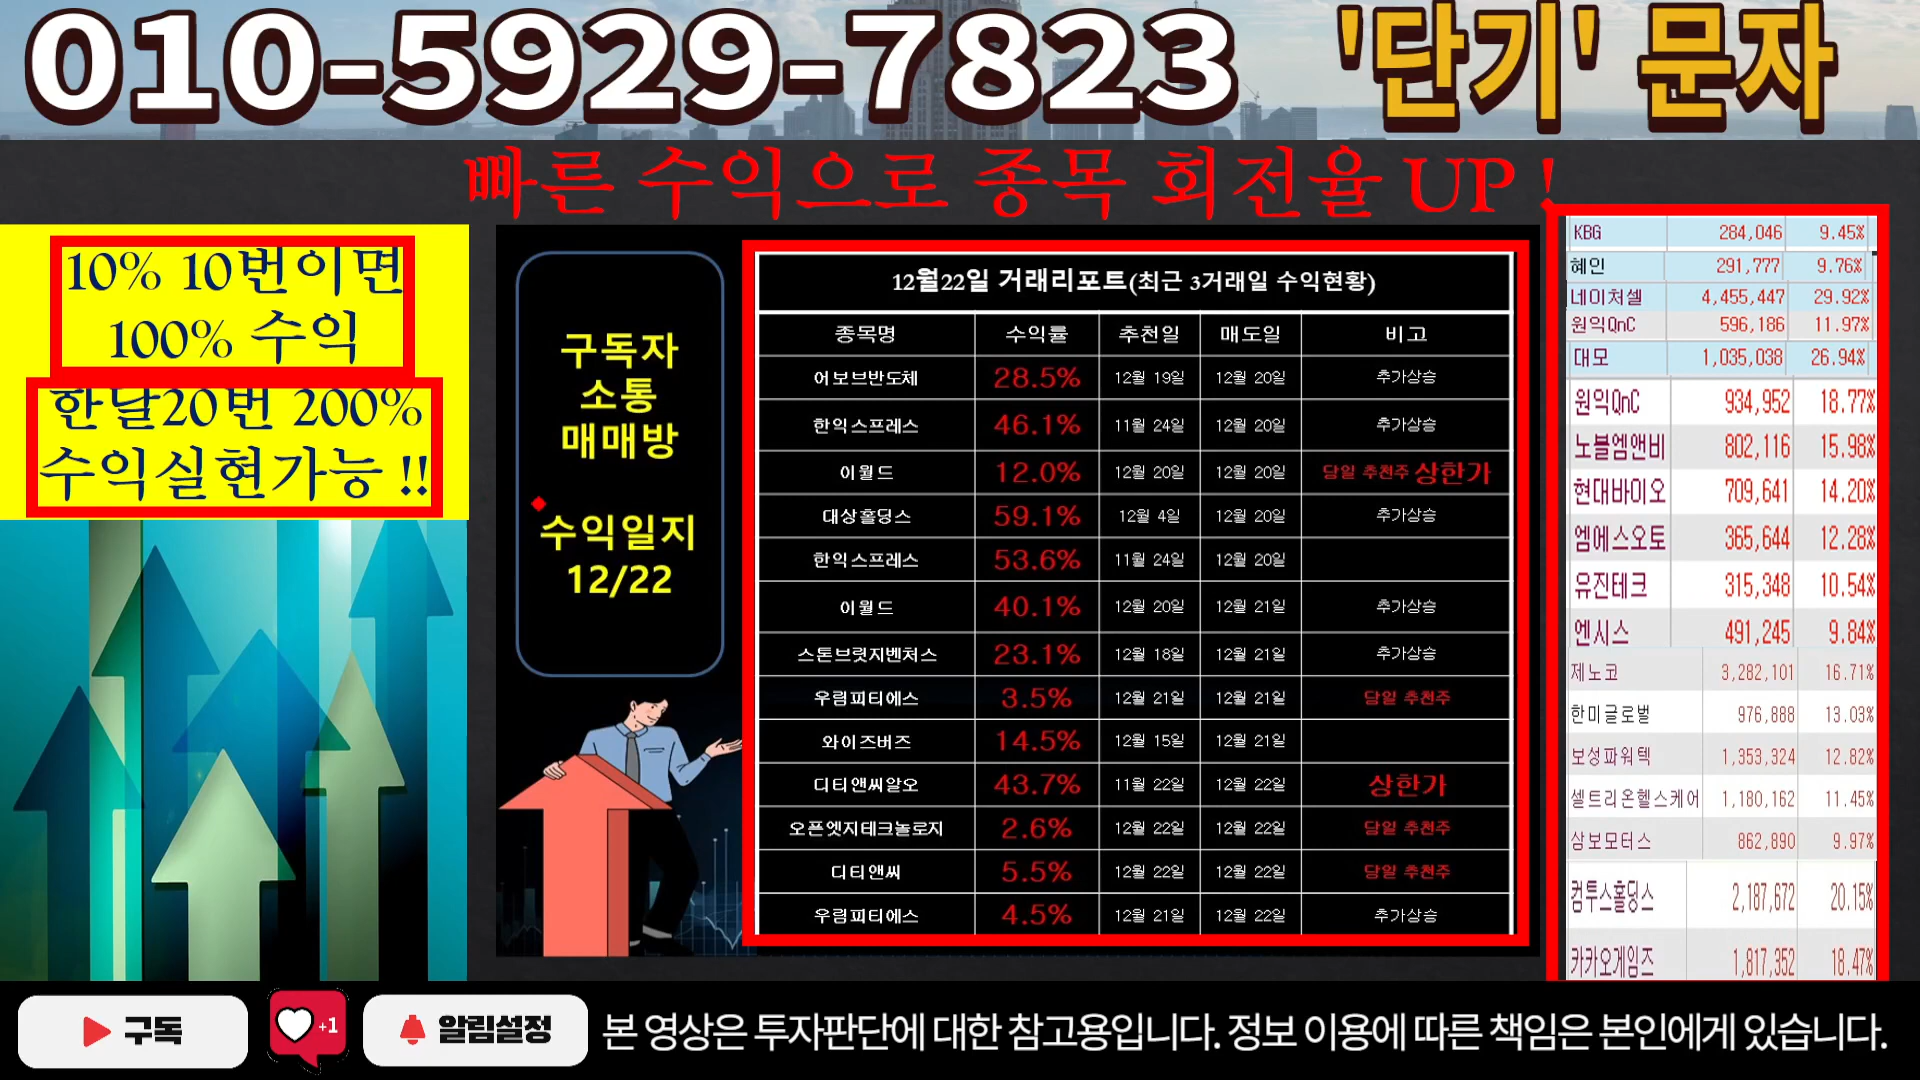 010-5929-7823 '단기' 문자
빠른 수익으로 종목 회전율 UP !
10% 10번이면
100% 수익
한달20번 200%
수익실현가능 !!
구독자
소통
매매방
수익일지
12/22
12월22일 거래리포트(최근 3거래일 수익현황)
종목명 수익률 추천일 매도일 비고
어보브반도체 28.5% 12월 19일 12월 20일 추가상승
한익스프레스 46.1% 11월 24일 12월 20일 추가상승
이월드 12.0% 12월 20일 12월 20일 당일 추천주 상한가
대상홀딩스 59.1% 12월 4일 12월 20일 추가상승
한익스프레스 53.6% 11월 24일 12월 20일
이월드 40.1% 12월 20일 12월 21일 추가상승
스톤브릿지벤처스 23.1% 12월 18일 12월 21일 추가상승
우림피티에스 3.5% 12월 21일 12월 21일 당일 추천주
와이즈버즈 14.5% 12월 15일 12월 21일
디티앤씨알오 43.7% 11월 22일 12월 22일 상한가
오픈엣지테크놀로지 2.6% 12월 22일 12월 22일 당일 추천주
디티앤씨 5.5% 12월 22일 12월 22일 당일 추천주
우림피티에스 4.5% 12월 21일 12월 22일 추가상승
KBG 284,046 9.45%
혜인 291,777 9.76%
네이처셀 4,455,447 29.92%
원익QnC 596,186 11.97%
대모 1,035,038 26.94%
원익QnC 934,952 18.77%
노블엠앤비 802,116 15.98%
현대바이오 709,641 14.20%
엠에스오토 365,644 12.28%
유진테크 315,348 10.54%
엔시스 491,245 9.84%
제노코 3,282,101 16.71%
한미글로벌 976,888 13.03%
보성파워텍 1,353,324 12.82%
셀트리온헬스케어 1,180,162 11.45%
상보모터스 862,890 9.97%
컴투스홀딩스 2,187,672 20.15%
카카오게임즈 1,817,352 18.47%
구독 +1 알림설정 본 영상은 투자판단에 대한 참고용입니다. 정보 이용에 따른 책임은 본인에게 있습니다.